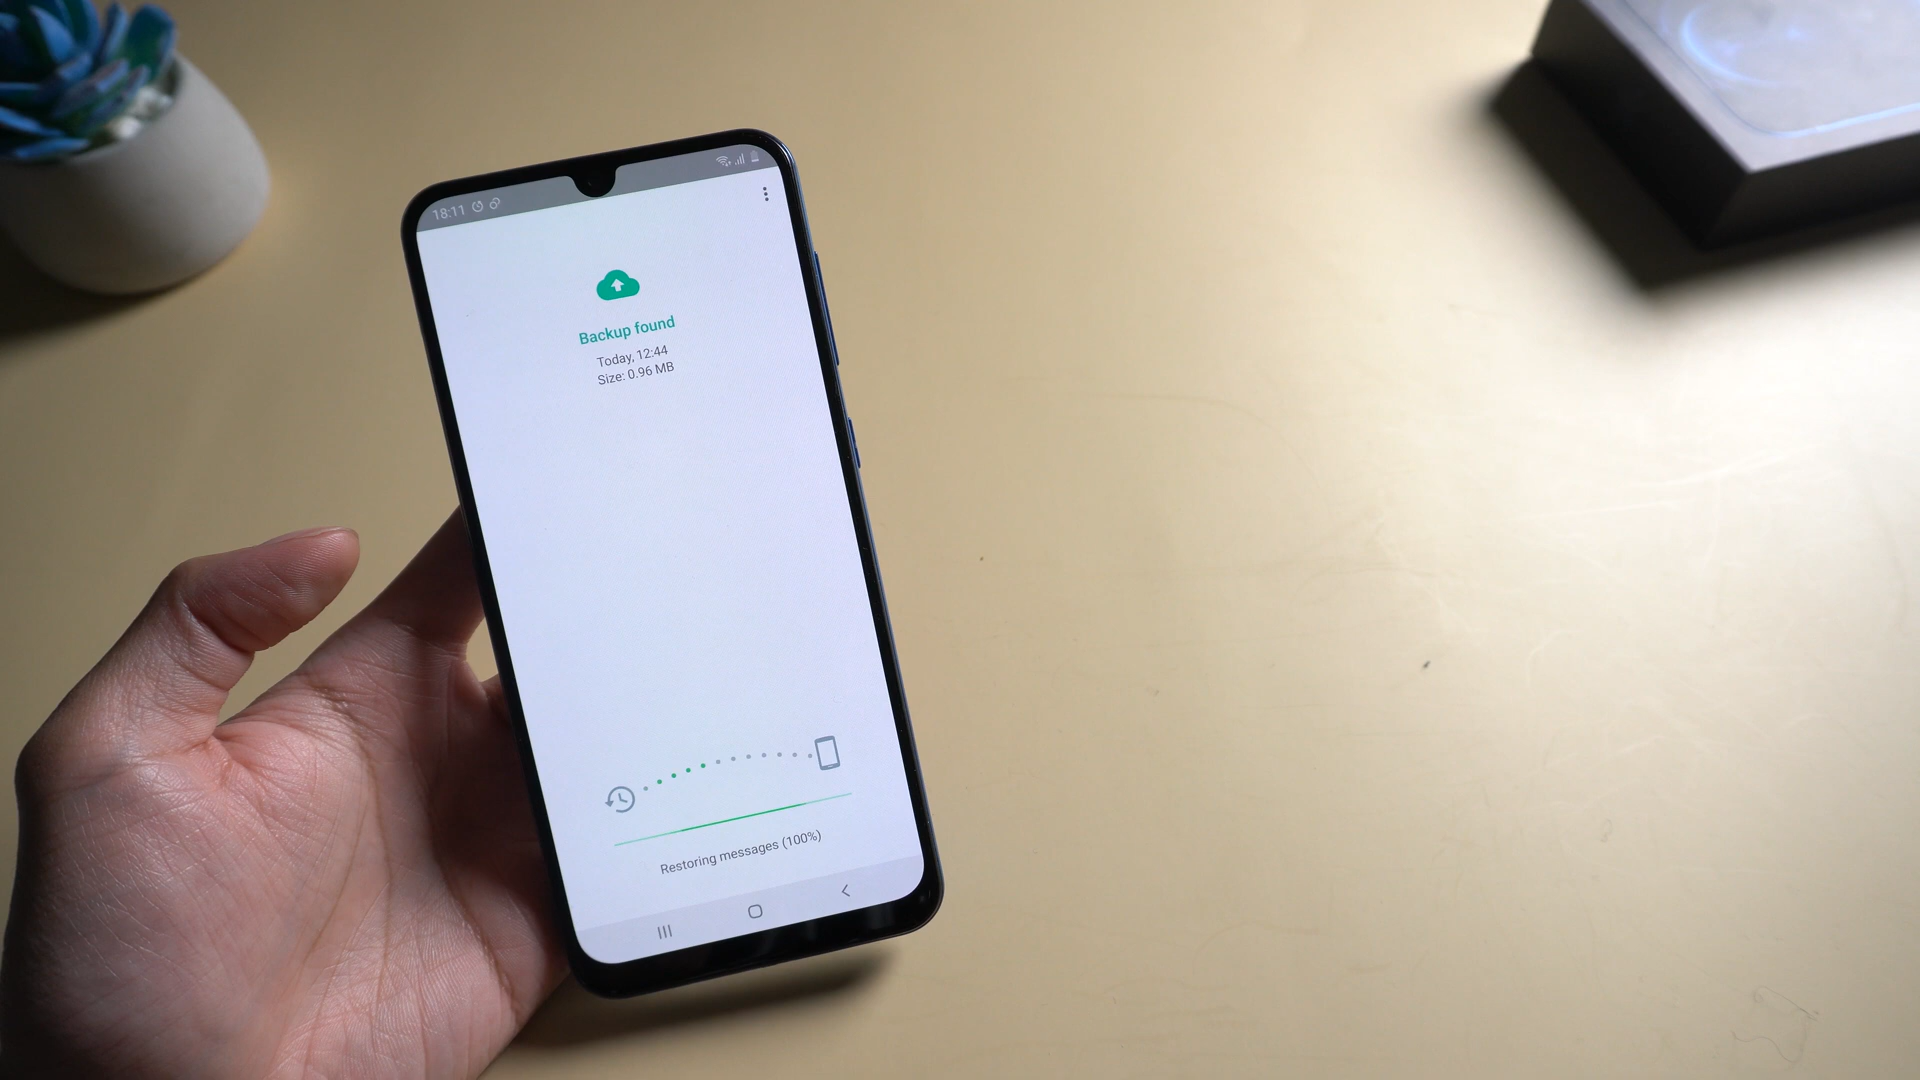 18:11
Backup found
Today, 12:44
Size: 0.96 MB
Restoring messages (100%)